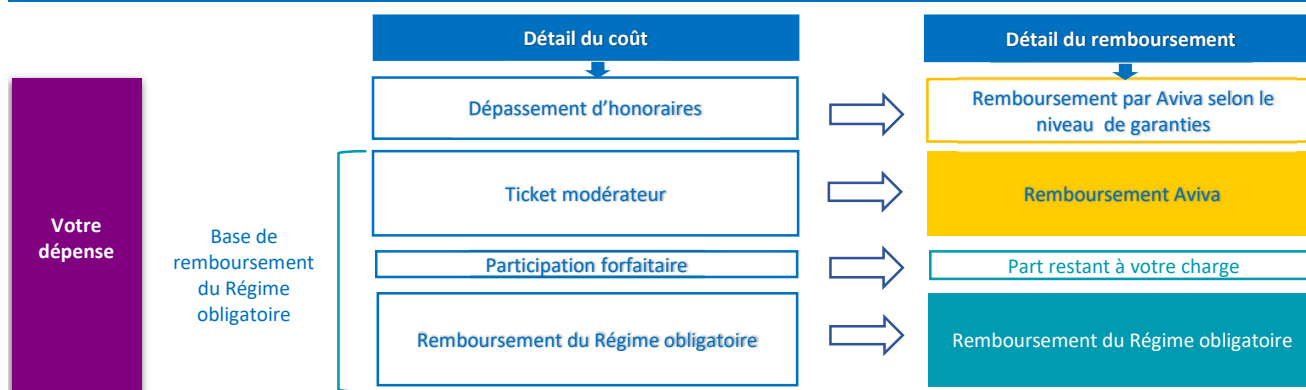 Détail du coût
Détail du remboursement
Dépassement d’honoraires
Remboursement par Aviva selon le
niveau de garanties
Votre
dépense
Base de
remboursement
du Régime
obligatoire
Ticket modérateur
Remboursement Aviva
Participation forfaitaire
Part restant à votre charge
Remboursement du Régime obligatoire
Remboursement du Régime obligatoire